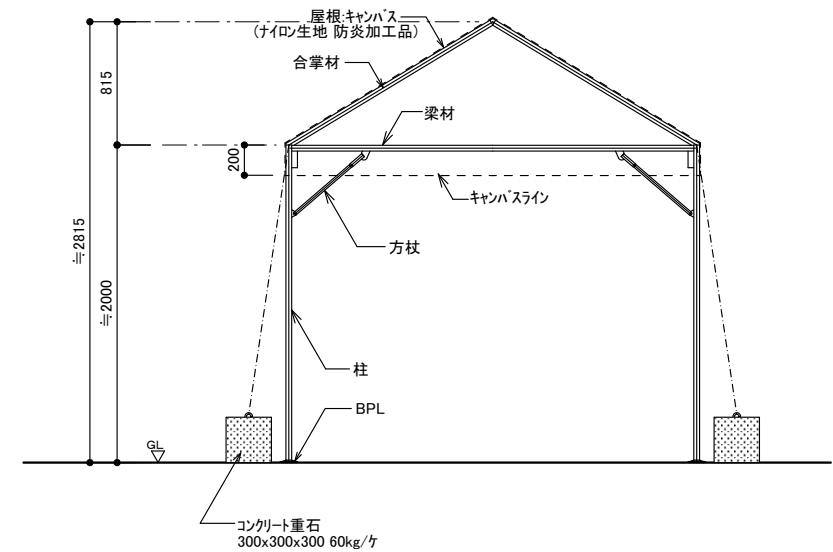 屋根:キャンバス
(ナイロン生地 防炎加工品)
合掌材
梁材
815
200
キャンバスライン
方杖
≒2815
≒2000
柱
BPL
GL
コンクリート重石
300x300x300 60kg/ケ